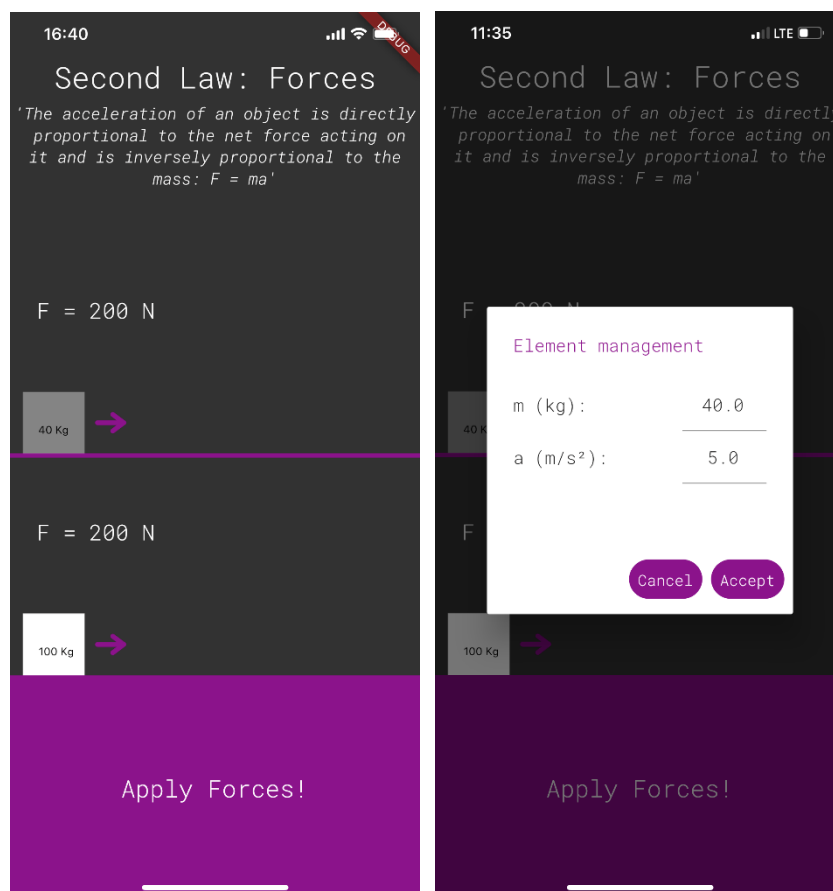 16:40
DEBUG
Second Law: Forces
'The acceleration of an object is directly
proportional to the net force acting on
it and is inversely proportional to the
mass: F = ma'
F = 200 N
40 Kg
F = 200 N
100 Kg
Apply Forces!
11:35
LTE
Second Law: Forces
'The acceleration of an object is directly
proportional to the net force acting on
it and is inversely proportional to the
mass: F = ma'
F
Element management
m (kg):
40.0
a (m/s²):
5.0
Cancel
Accept
40 K
F
100 Kg
Apply Forces!